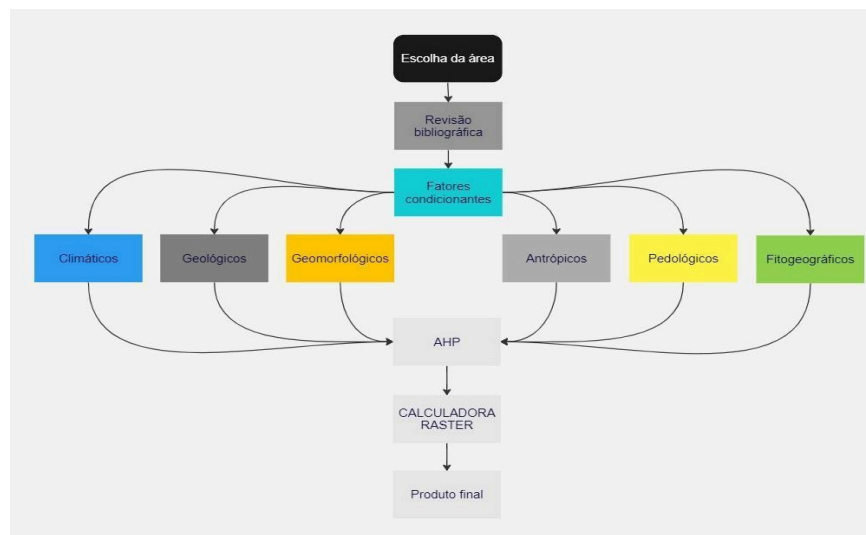 Escolha da área
Revisão
bibliográfica
Fatores
condicionantes
Climáticos
Geológicos
Geomorfológicos
Antrópicos
Pedológicos
Fitogeográficos
AHP
CALCULADORA
RASTER
Produto final